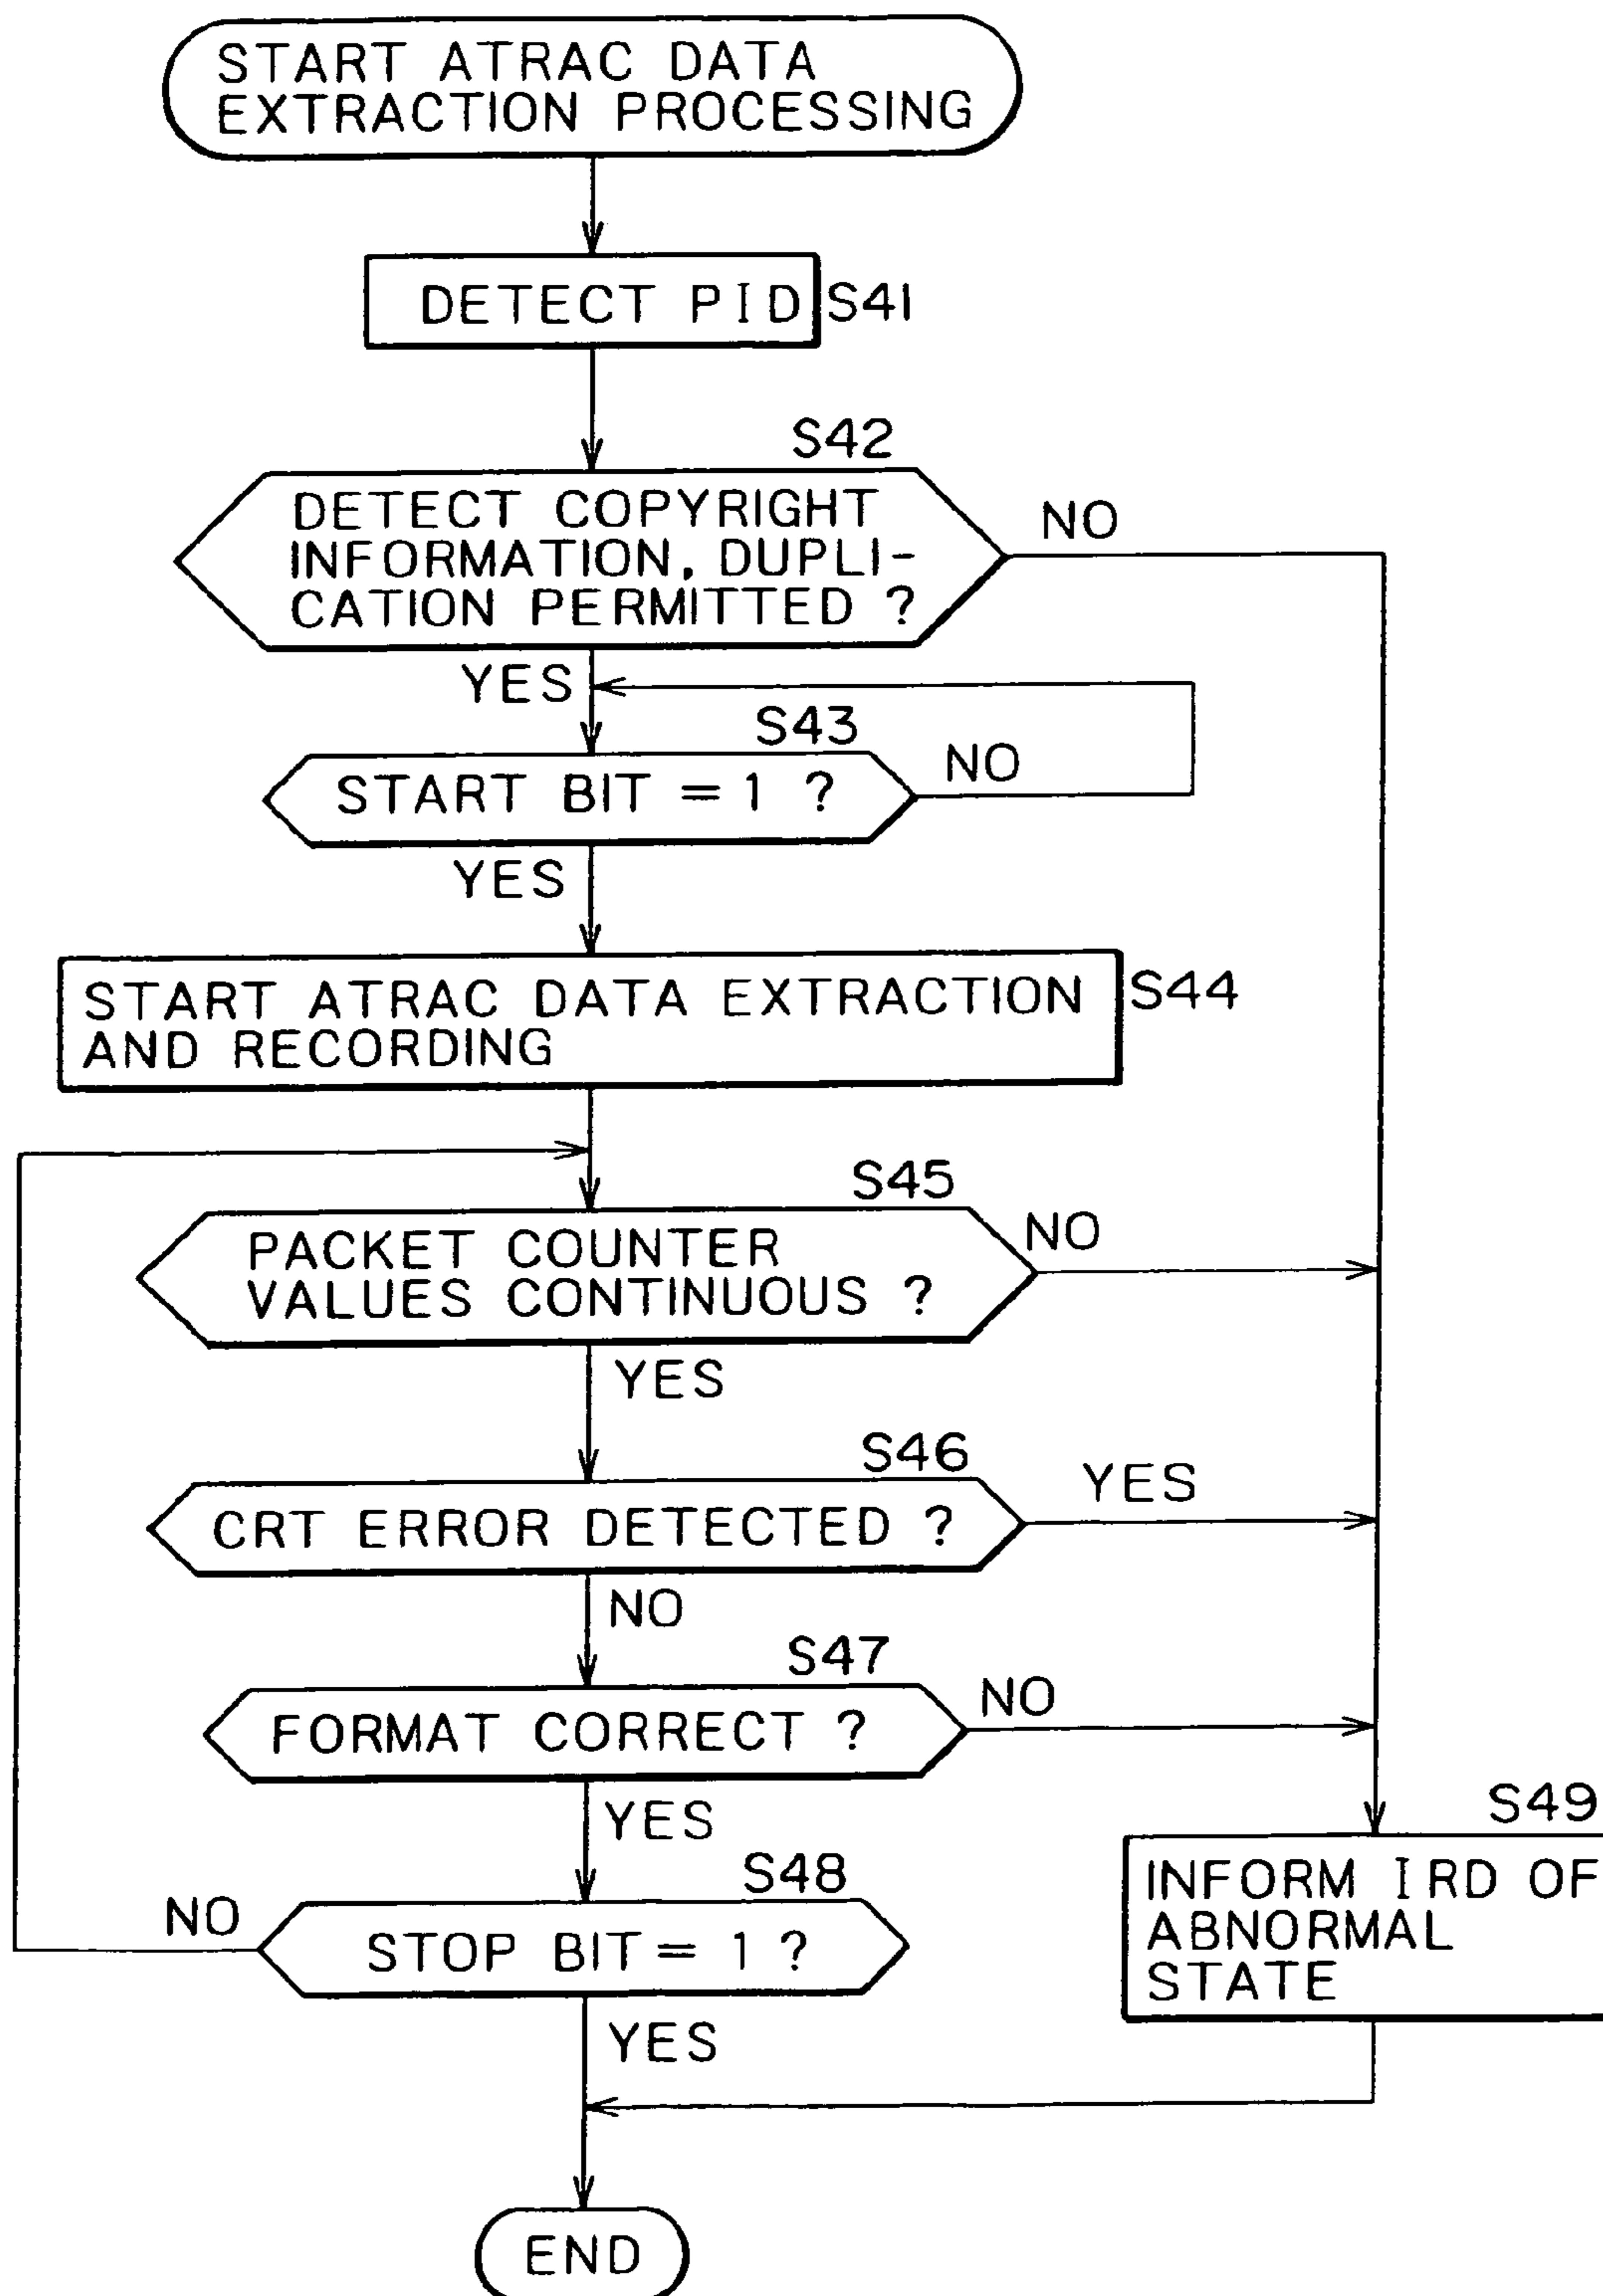 START ATRAC DATA
EXTRACTION PROCESSING
DETECT PID
S41
S42
DETECT COPYRIGHT
INFORMATION, DUPLI-
CATION PERMITTED ?
NO
YES
S43
START BIT = 1 ?
NO
YES
START ATRAC DATA EXTRACTION
AND RECORDING
S44
S45
PACKET COUNTER
VALUES CONTINUOUS ?
NO
YES
S46
CRT ERROR DETECTED ?
YES
NO
S47
FORMAT CORRECT ?
NO
YES
S48
STOP BIT = 1 ?
NO
YES
S49
INFORM IRD OF
ABNORMAL
STATE
END